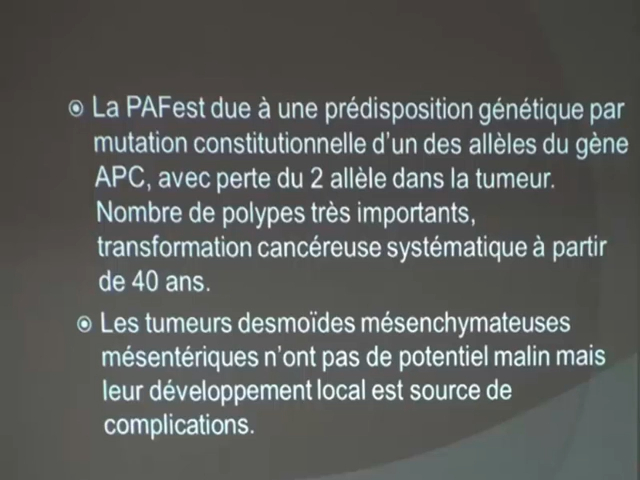 La PAFest due à une prédisposition génétique par
mutation constitutionnelle d'un des allèles du gène
APC, avec perte du 2 allèle dans la tumeur.
Nombre de polypes très importants,
transformation cancéreuse systématique à partir
de 40 ans.
Les tumeurs desmoïdes mésenchymateuses
mésentériques n'ont pas de potentiel malin mais
leur développement local est source de
complications.